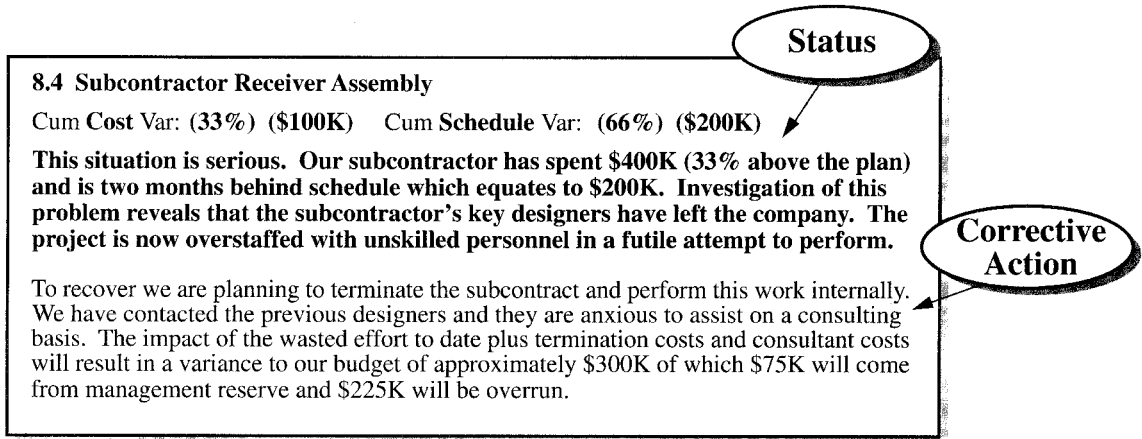 Status
8.4 Subcontractor Receiver Assembly
Cum Cost Var: (33%) ($100K) Cum Schedule Var: (66%) ($200K)
This situation is serious. Our subcontractor has spent $400K (33% above the plan)
and is two months behind schedule which equates to $200K. Investigation of this
problem reveals that the subcontractor's key designers have left the company. The
project is now overstaffed with unskilled personnel in a futile attempt to perform.
Corrective
Action
To recover we are planning to terminate the subcontract and perform this work internally.
We have contacted the previous designers and they are anxious to assist on a consulting
basis. The impact of the wasted effort to date plus termination costs and consultant costs
will result in a variance to our budget of approximately $300K of which $75K will come
from management reserve and $225K will be overrun.